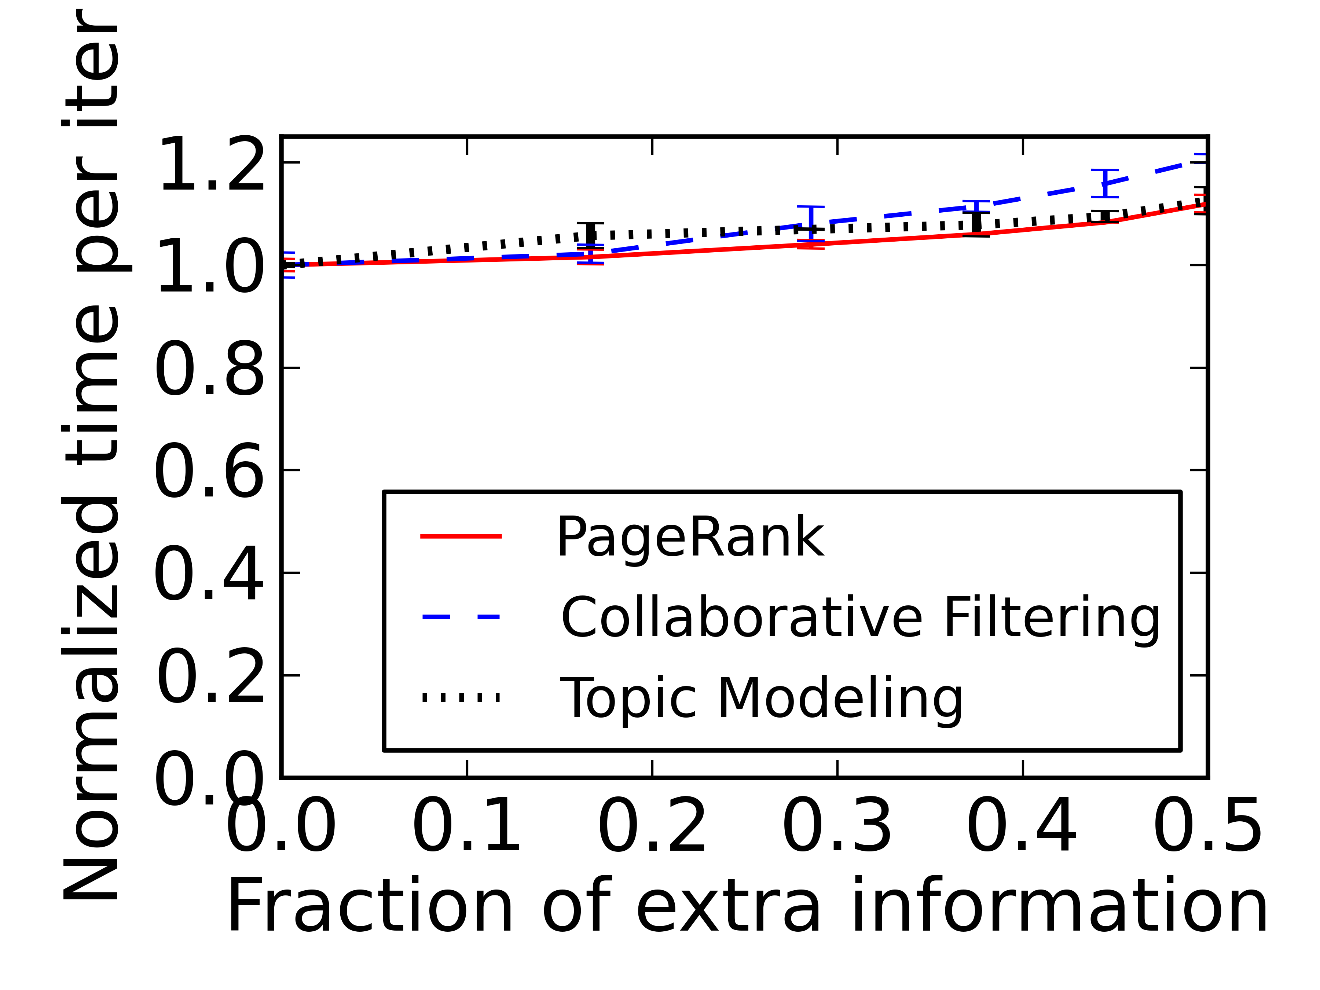 Normalized time per iter
1.2
1.0
0.8
0.6
0.4
0.2
0.0
PageRank
Collaborative Filtering
Topic Modeling
0.0 0.1 0.2 0.3 0.4 0.5
Fraction of extra information